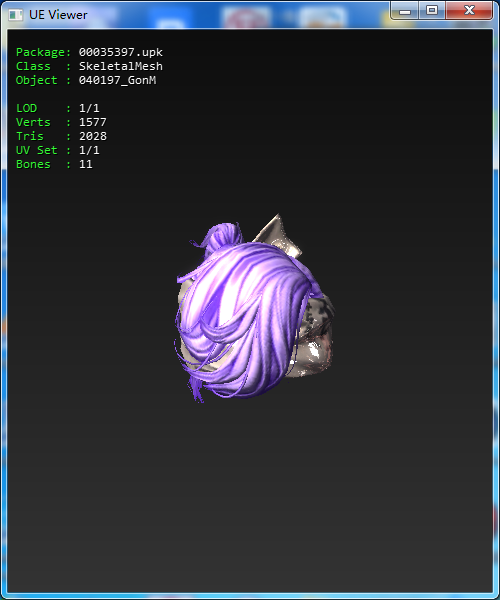 UE Viewer
Package: 00035397.upk
Class  : SkeletalMesh
Object : 040197_GonM
LOD    : 1/1
Verts  : 1577
Tris   : 2028
UV Set : 1/1
Bones  : 11